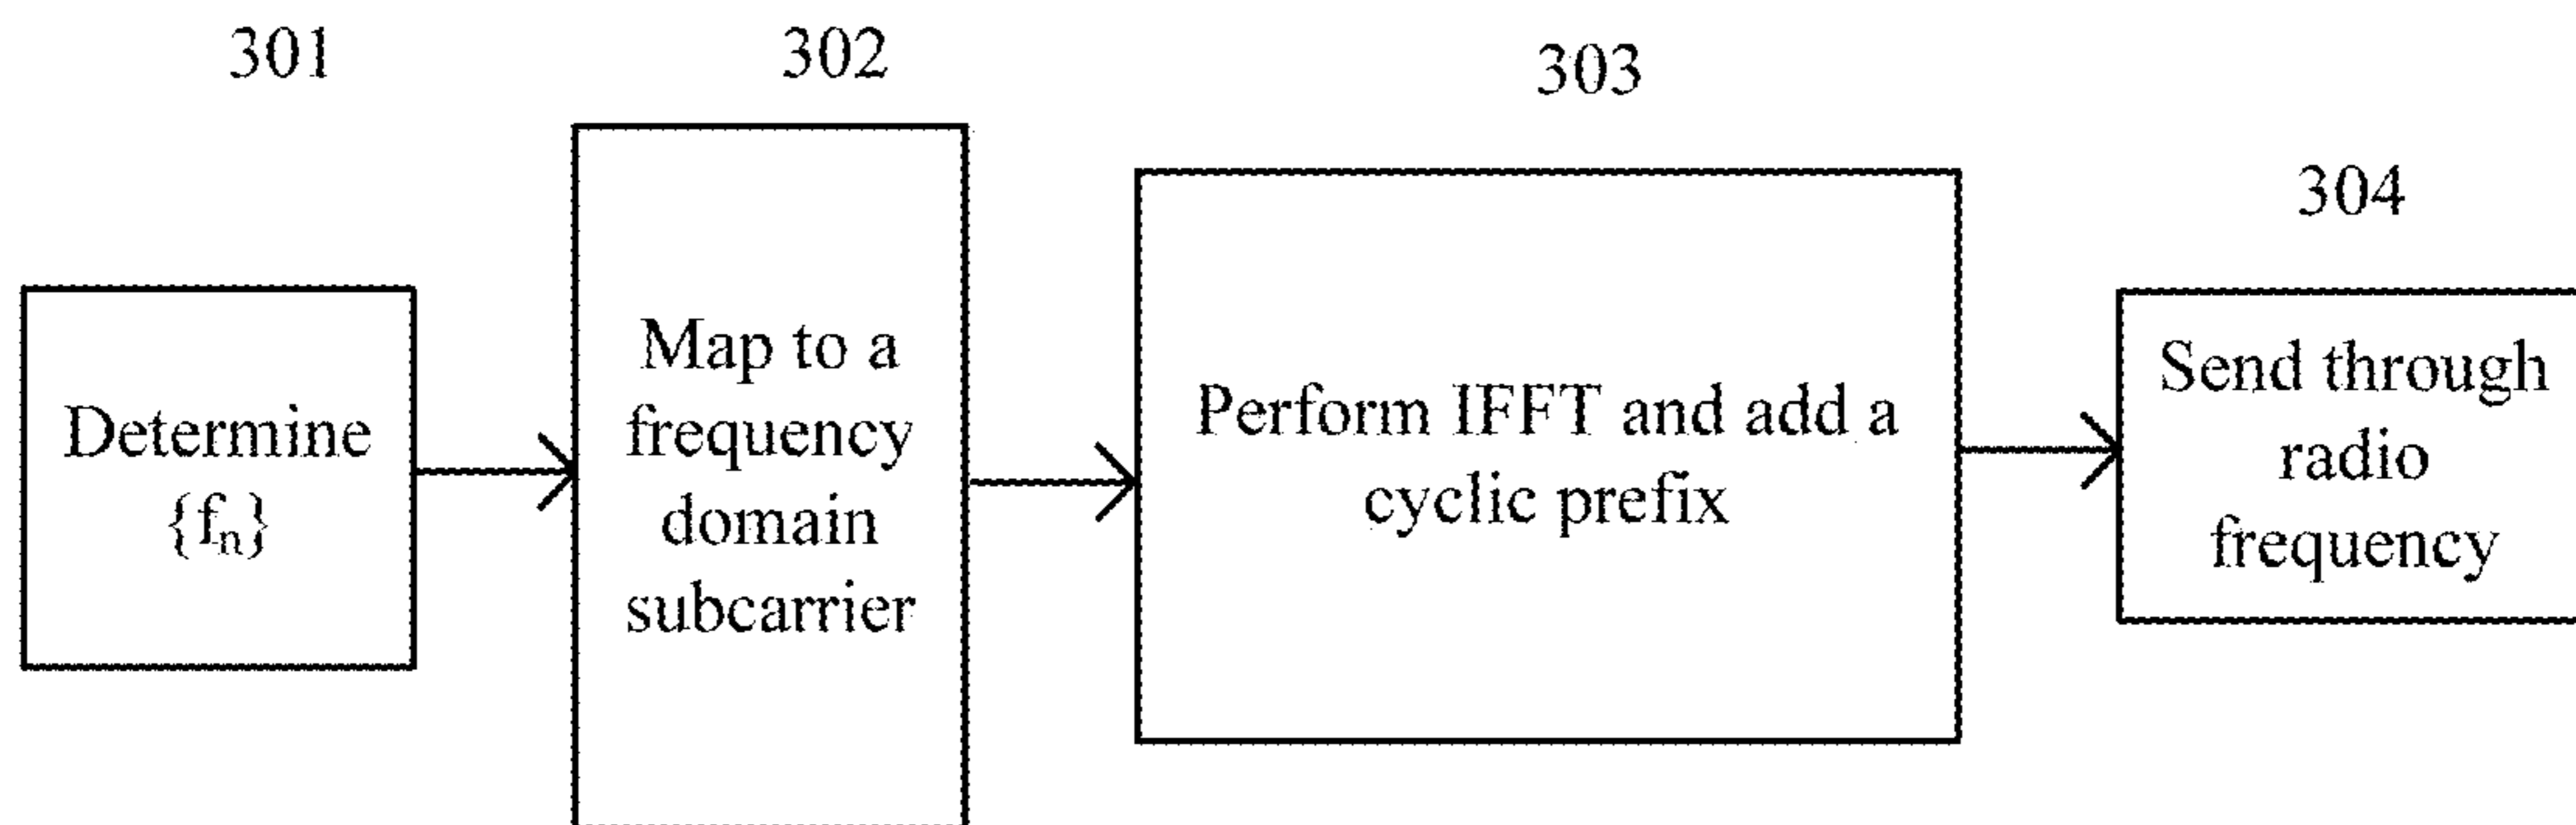 301
302
303
304
Determine
{fₙ}
Map to a
frequency
domain
subcarrier
Perform IFFT and add a
cyclic prefix
Send through
radio
frequency